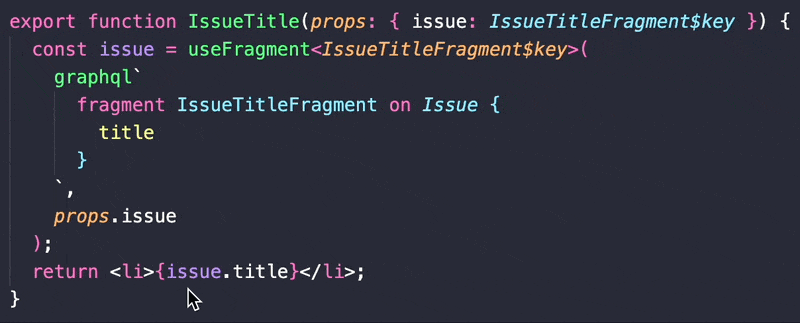 export function IssueTitle(props: { issue: IssueTitleFragment$key }) {
  const issue = useFragment<IssueTitleFragment$key>(
    graphql`
      fragment IssueTitleFragment on Issue {
        title
      }
    `,
    props.issue
  );
  return <li>{issue.title}</li>;
}